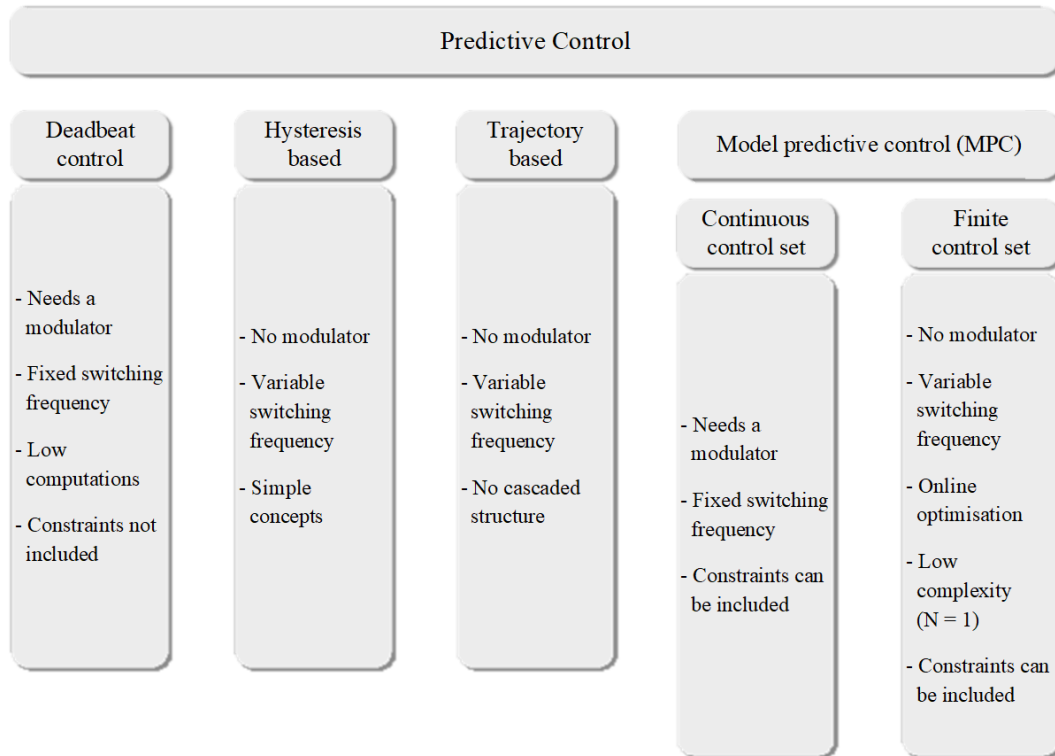 Predictive Control
Deadbeat
control
- Needs a
modulator
- Fixed switching
frequency
- Low
computations
- Constraints not
included
Hysteresis
based
- No modulator
- Variable
switching
frequency
- Simple
concepts
Trajectory
based
- No modulator
- Variable
switching
frequency
- No cascaded
structure
Model predictive control (MPC)
Continuous
control set
- Needs a
modulator
- Fixed switching
frequency
- Constraints can
be included
Finite
control set
- No modulator
- Variable
switching
frequency
- Online
optimisation
- Low
complexity
(N = 1)
- Constraints can
be included